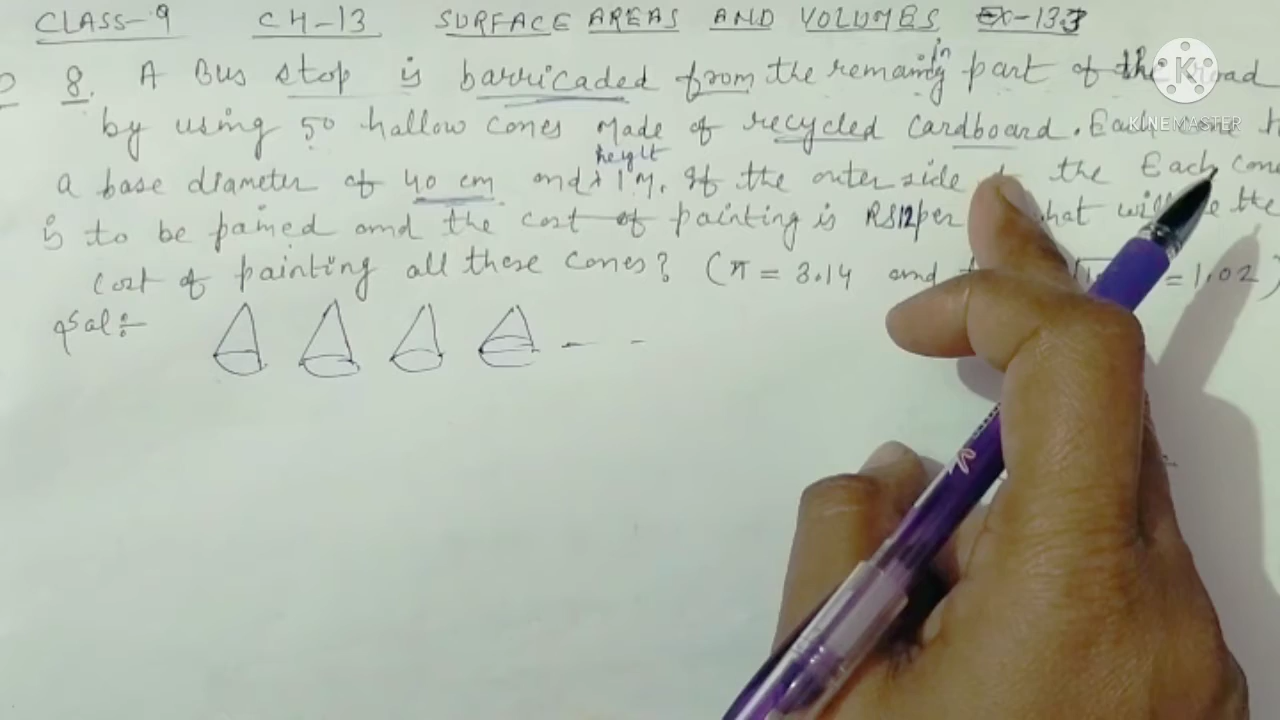 CLASS-9 CH-13 SURFACE AREAS AND VOLUMES EX-13.3
8. A Bus stop is barricaded from the remaining part of the road
by using 50 hallow cones made of recycled cardboard. Each
KINEMASTER
a base diameter of 40 cm and height 1 M. If the outer side the Each cone
is to be pained and the cost of painting is RS12per the
cost of painting all these cones? (π = 3.14 and = 1.02)
Sol:-